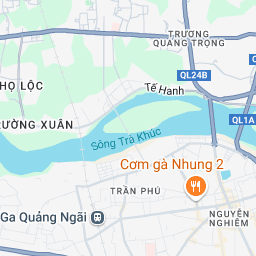 TRƯƠNG
QUANG TRỌNG
QL24B
HỌ LỘC
Tế Hanh
QL1A
ƯỜNG XUÂN
Sông Trà Khúc
Cơm gà Nhung 2
TRẦN PHÚ
Ga Quảng Ngãi
NGUYỄN
NGHIÊM